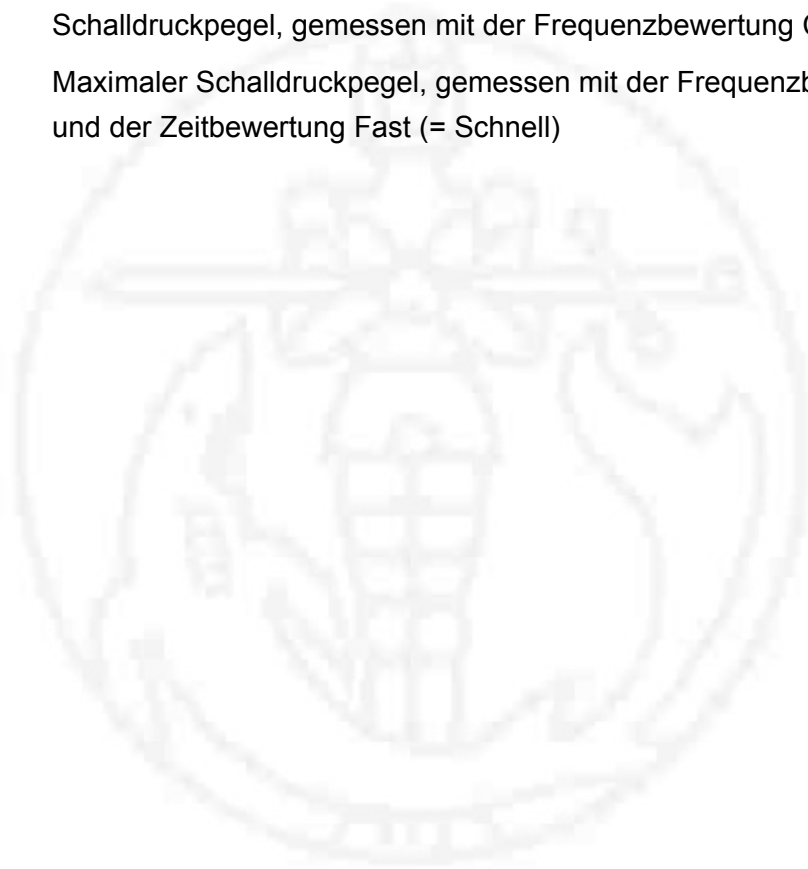 Schalldruckpegel, gemessen mit der Frequenzbewertung
Maximaler Schalldruckpegel, gemessen mit der
und der Zeitbewertung Fast (= Schnell)